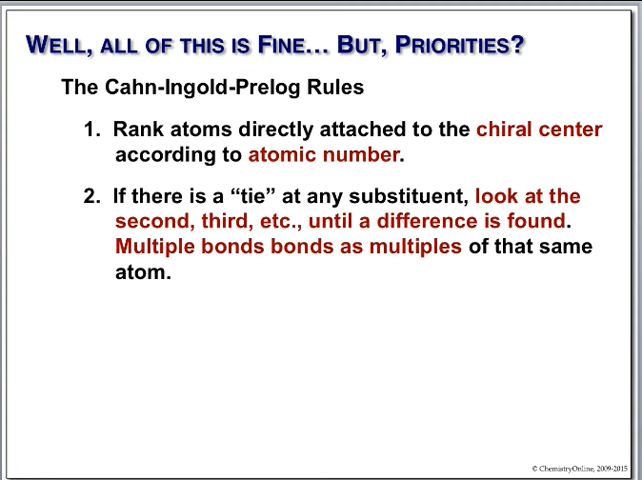 WELL, ALL OF THIS IS FINE… BUT, PRIORITIES?
The Cahn-Ingold-Prelog Rules
1. Rank atoms directly attached to the chiral center
according to atomic number.
2. If there is a “tie” at any substituent, look at the
second, third, etc., until a difference is found.
Multiple bonds bonds as multiples of that same
atom.
© ChemistryOnline, 2009-2015